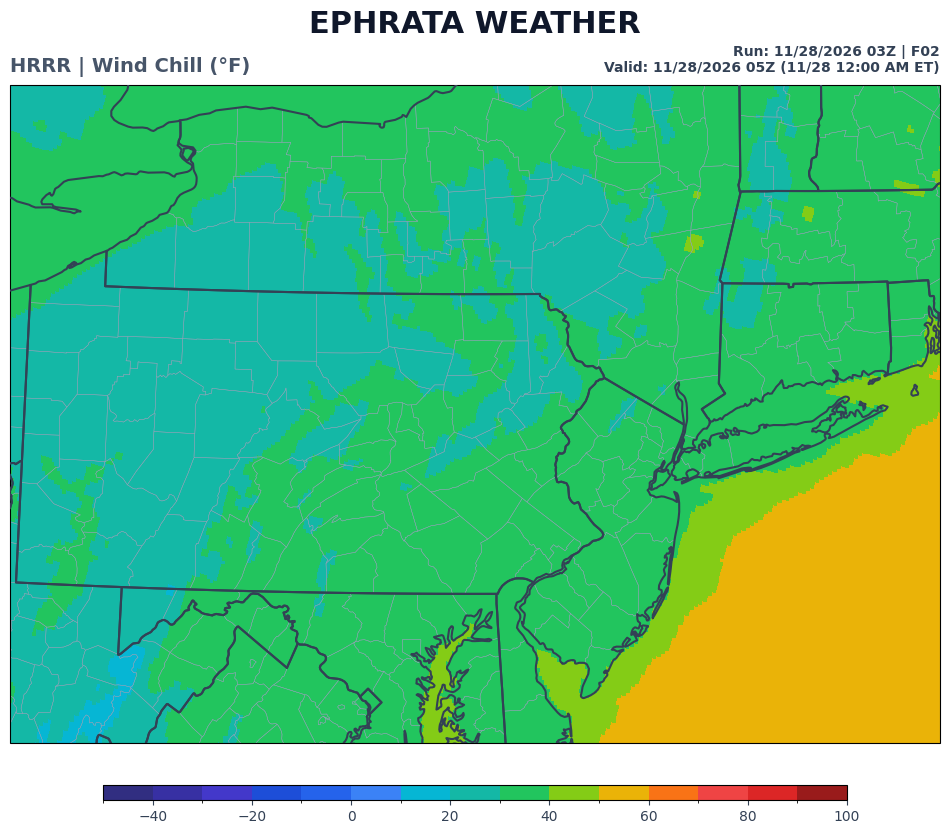 EPHRATA WEATHER
HRRR | Wind Chill (°F)
Run: 11/28/2026 03Z | F02
Valid: 11/28/2026 05Z (11/28 12:00 AM ET)
−40 −20 0 20 40 60 80 100